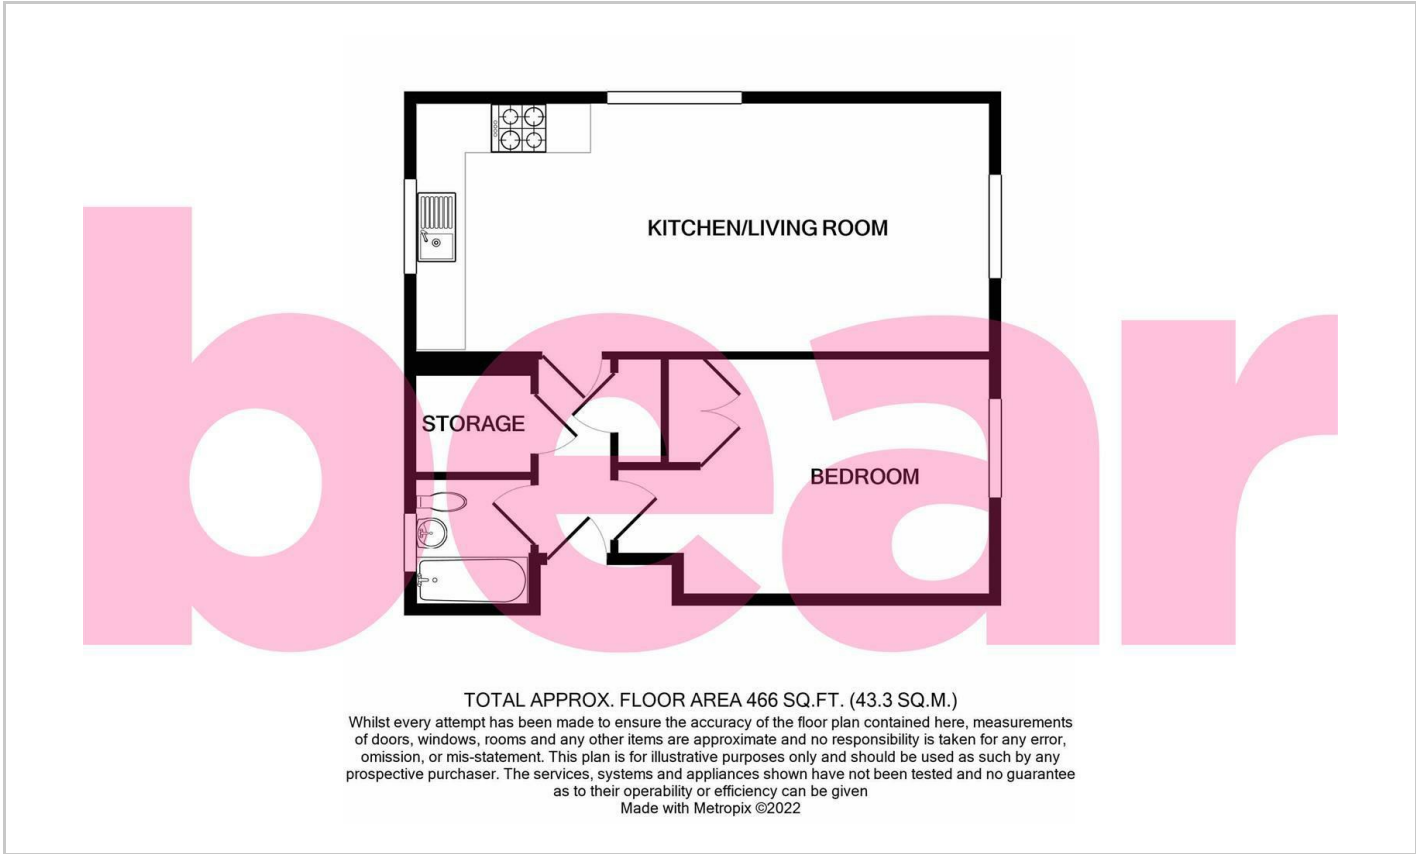 KITCHEN/LIVING ROOM
STORAGE
BEDROOM
bear
TOTAL APPROX. FLOOR AREA 466 SQ.FT. (43.3 SQ.M.)
Whilst every attempt has been made to ensure the accuracy of the floor plan contained here, measurements
of doors, windows, rooms and any other items are approximate and no responsibility is taken for any error,
omission, or mis-statement. This plan is for illustrative purposes only and should be used as such by any
prospective purchaser. The services, systems and appliances shown have not been tested and no guarantee
as to their operability or efficiency can be given
Made with Metropix ©2022